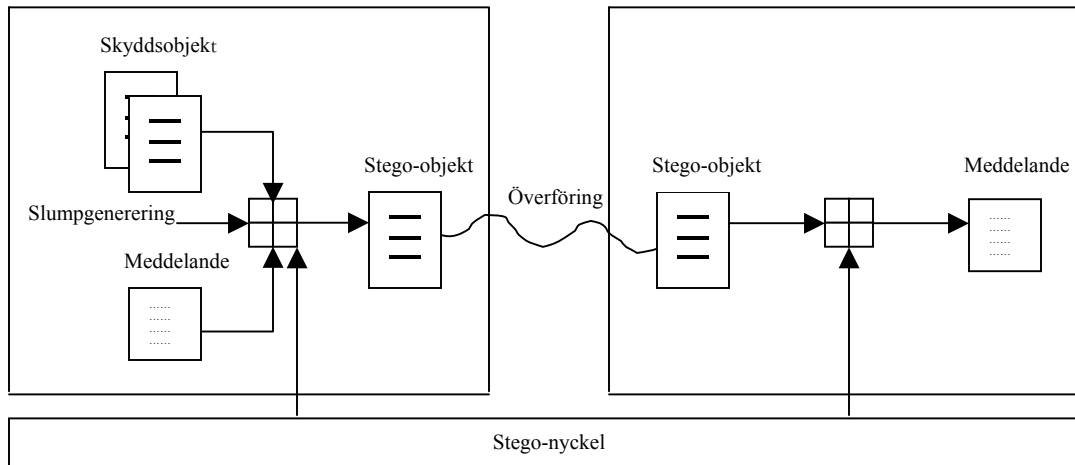 Skyddsobjekt
Stego-objekt
Stego-objekt
Meddelande
Överföring
Slumpgenerering
Meddelande
Stego-nyckel